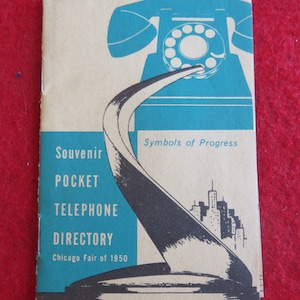 Symbols of Progress
Souvenir
POCKET
TELEPHONE
DIRECTORY
Chicago Fair of 1950